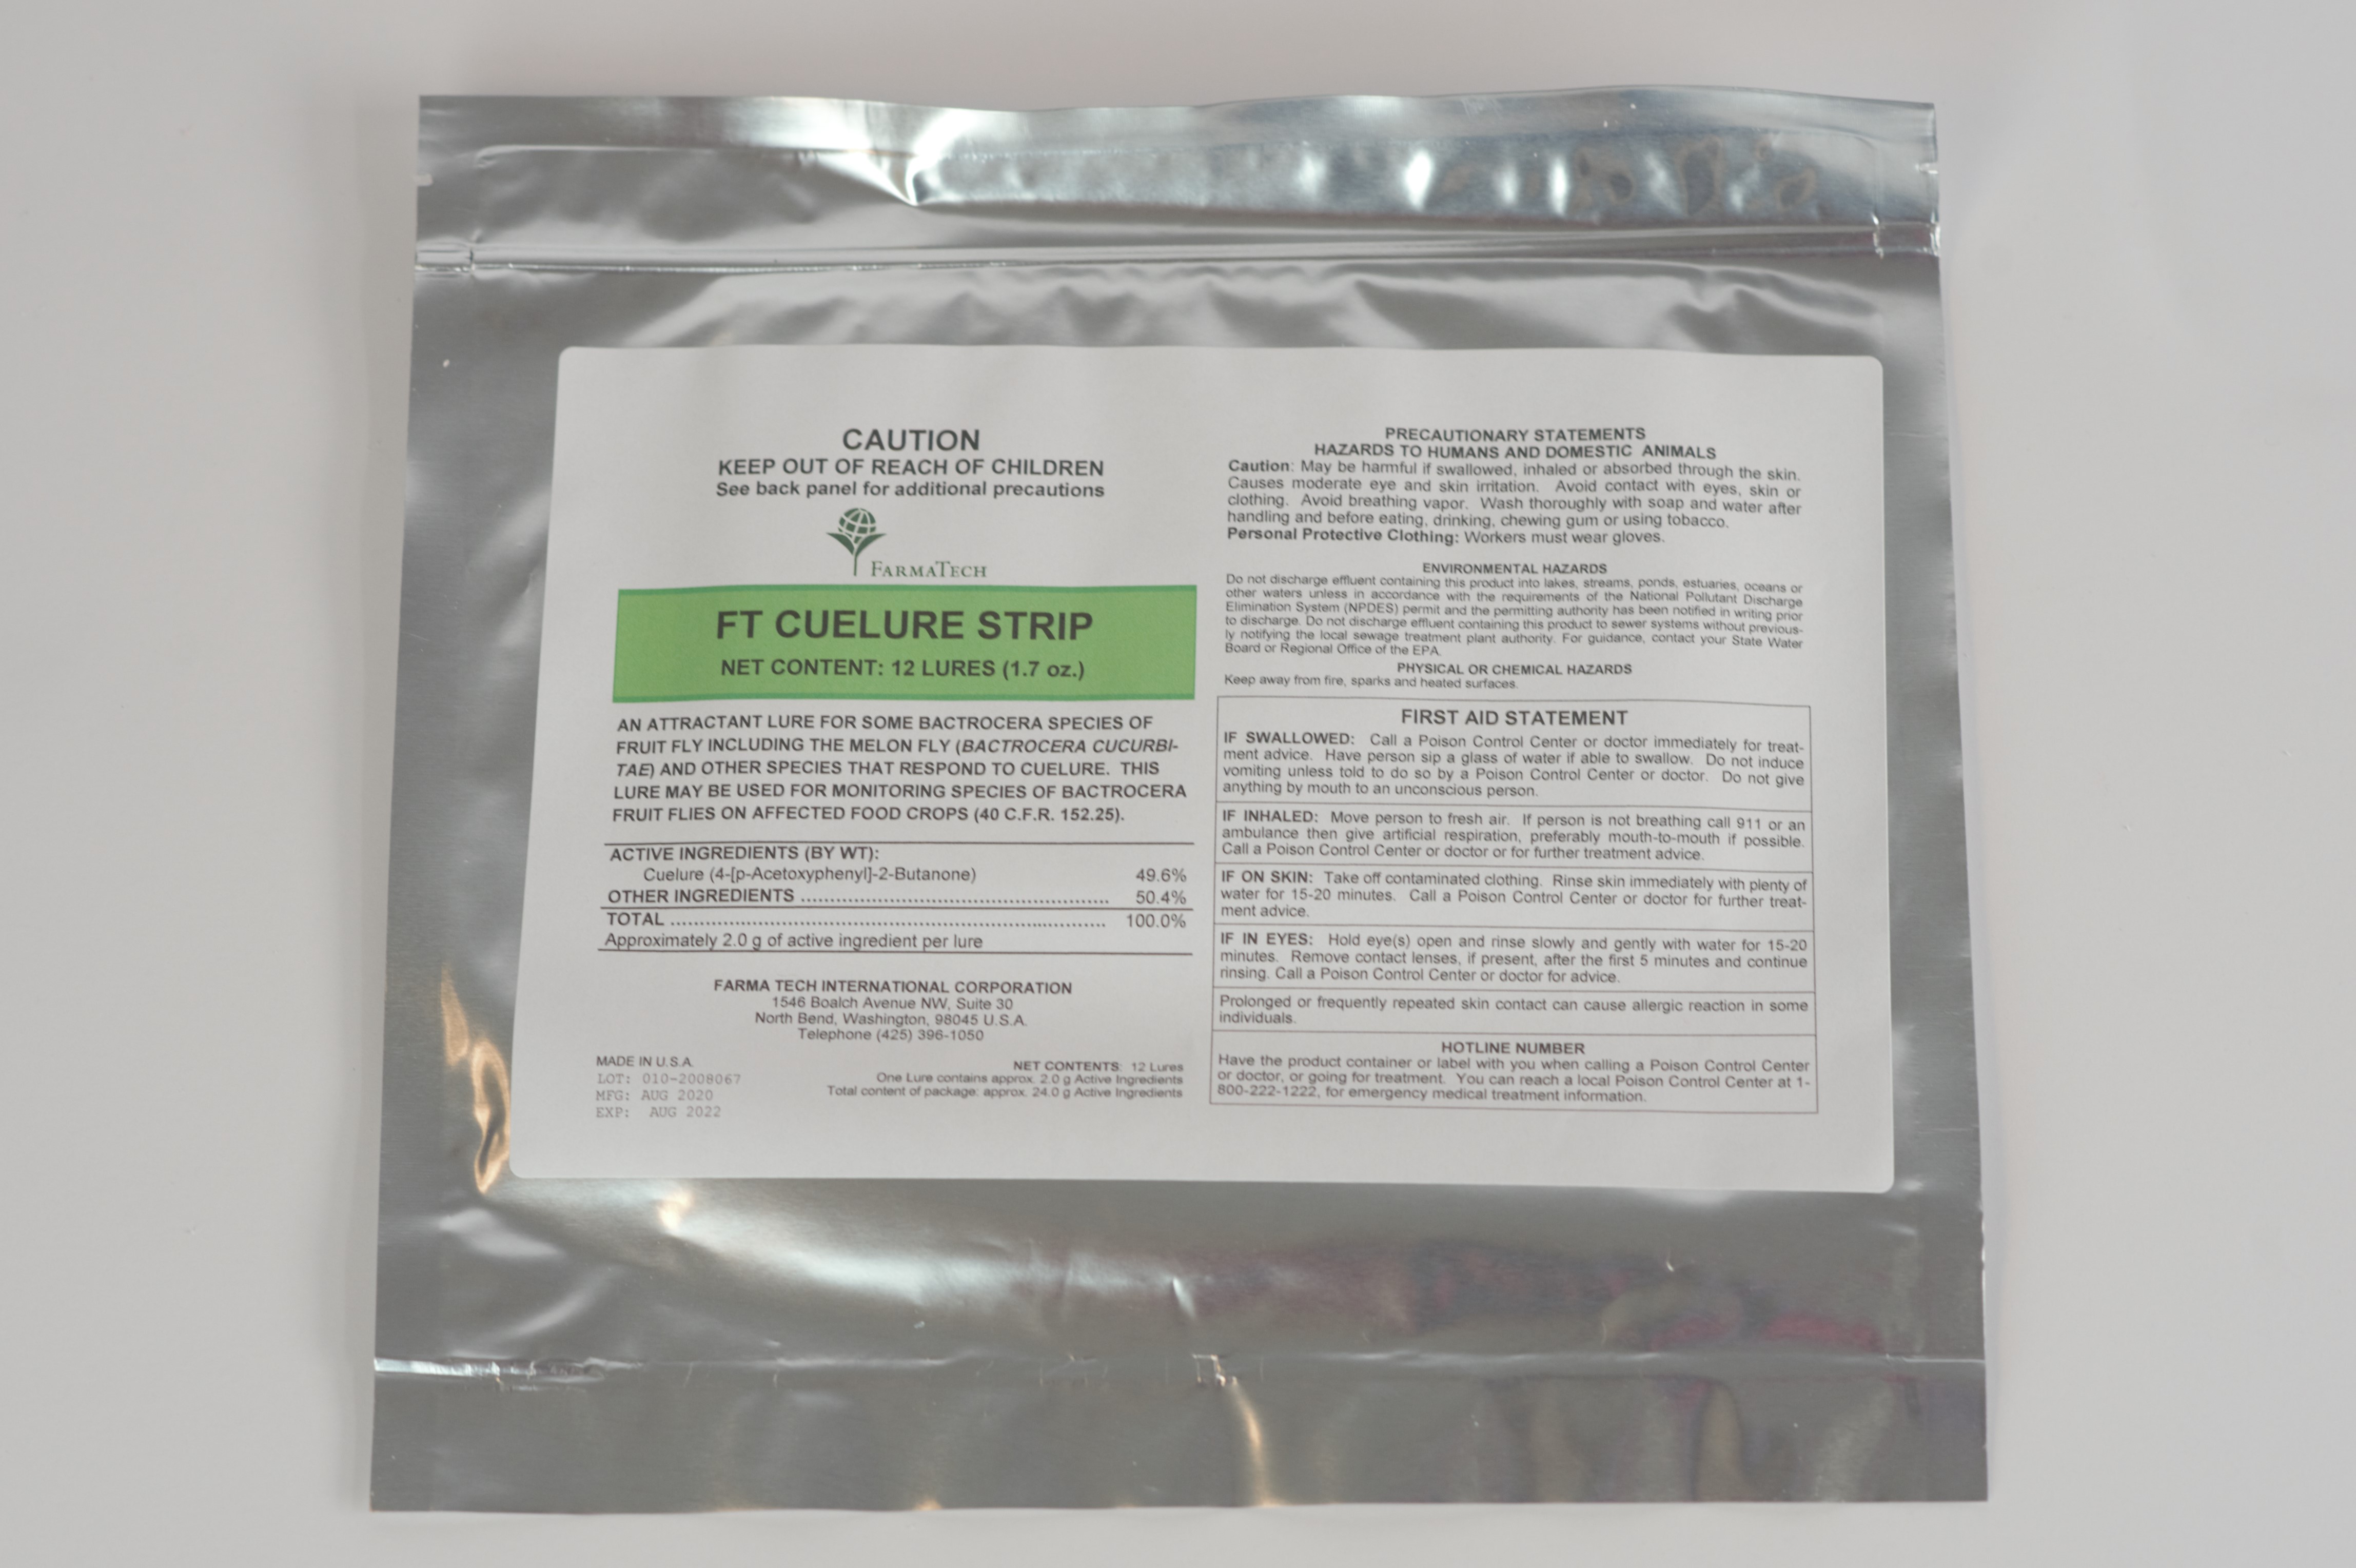 CAUTION
KEEP OUT OF REACH OF CHILDREN
See back panel for additional precautions
FARMATECH
FT CUELURE STRIP
NET CONTENT: 12 LURES (1.7 oz.)
AN ATTRACTANT LURE FOR SOME BACTROCERA SPECIES OF
FRUIT FLY INCLUDING THE MELON FLY (BACTROCERA CUCURBI-
TAE) AND OTHER SPECIES THAT RESPOND TO CUELURE. THIS
LURE MAY BE USED FOR MONITORING SPECIES OF BACTROCERA
FRUIT FLIES ON AFFECTED FOOD CROPS (40 C.F.R. 152.25).
ACTIVE INGREDIENTS (BY WT):
Cuelure (4-[p-Acetoxyphenyl]-2-Butanone) 49.6%
OTHER INGREDIENTS ........................................................ 50.4%
TOTAL ................................................................................ 100.0%
Approximately 2.0 g of active ingredient per lure
FARMA TECH INTERNATIONAL CORPORATION
1546 Boalch Avenue NW, Suite 30
North Bend, Washington, 98045 U.S.A.
Telephone (425) 396-1050
MADE IN U.S.A.
LOT: 010-2008067
MFG: AUG 2020
EXP: AUG 2022
NET CONTENTS: 12 Lures
One Lure contains approx. 2.0 g Active Ingredients
Total content of package: approx. 24.0 g Active Ingredients
PRECAUTIONARY STATEMENTS
HAZARDS TO HUMANS AND DOMESTIC ANIMALS
Caution: May be harmful if swallowed, inhaled or absorbed through the skin.
Causes moderate eye and skin irritation. Avoid contact with eyes, skin or
clothing. Avoid breathing vapor. Wash thoroughly with soap and water after
handling and before eating, drinking, chewing gum or using tobacco.
Personal Protective Clothing: Workers must wear gloves.
ENVIRONMENTAL HAZARDS
Do not discharge effluent containing this product into lakes, streams, ponds, estuaries, oceans or
other waters unless in accordance with the requirements of the National Pollutant Discharge
Elimination System (NPDES) permit and the permitting authority has been notified in writing prior
to discharge. Do not discharge effluent containing this product to sewer systems without previous-
ly notifying the local sewage treatment plant authority. For guidance, contact your State Water
Board or Regional Office of the EPA.
PHYSICAL OR CHEMICAL HAZARDS
Keep away from fire, sparks and heated surfaces.
FIRST AID STATEMENT
IF SWALLOWED: Call a Poison Control Center or doctor immediately for treat-
ment advice. Have person sip a glass of water if able to swallow. Do not induce
vomiting unless told to do so by a Poison Control Center or doctor. Do not give
anything by mouth to an unconscious person.
IF INHALED: Move person to fresh air. If person is not breathing call 911 or an
ambulance then give artificial respiration, preferably mouth-to-mouth if possible.
Call a Poison Control Center or doctor or for further treatment advice.
IF ON SKIN: Take off contaminated clothing. Rinse skin immediately with plenty of
water for 15-20 minutes. Call a Poison Control Center or doctor for further treat-
ment advice.
IF IN EYES: Hold eye(s) open and rinse slowly and gently with water for 15-20
minutes. Remove contact lenses, if present, after the first 5 minutes and continue
rinsing. Call a Poison Control Center or doctor for advice.
Prolonged or frequently repeated skin contact can cause allergic reaction in some
individuals.
HOTLINE NUMBER
Have the product container or label with you when calling a Poison Control Center
or doctor, or going for treatment. You can reach a local Poison Control Center at 1-
800-222-1222, for emergency medical treatment information.